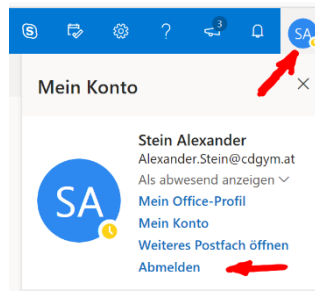 3
SA
Mein Konto
Stein Alexander
Alexander.Stein@cdgym.at
Als abwesend anzeigen
Mein Office-Profil
Mein Konto
Weiteres Postfach öffnen
Abmelden
SA